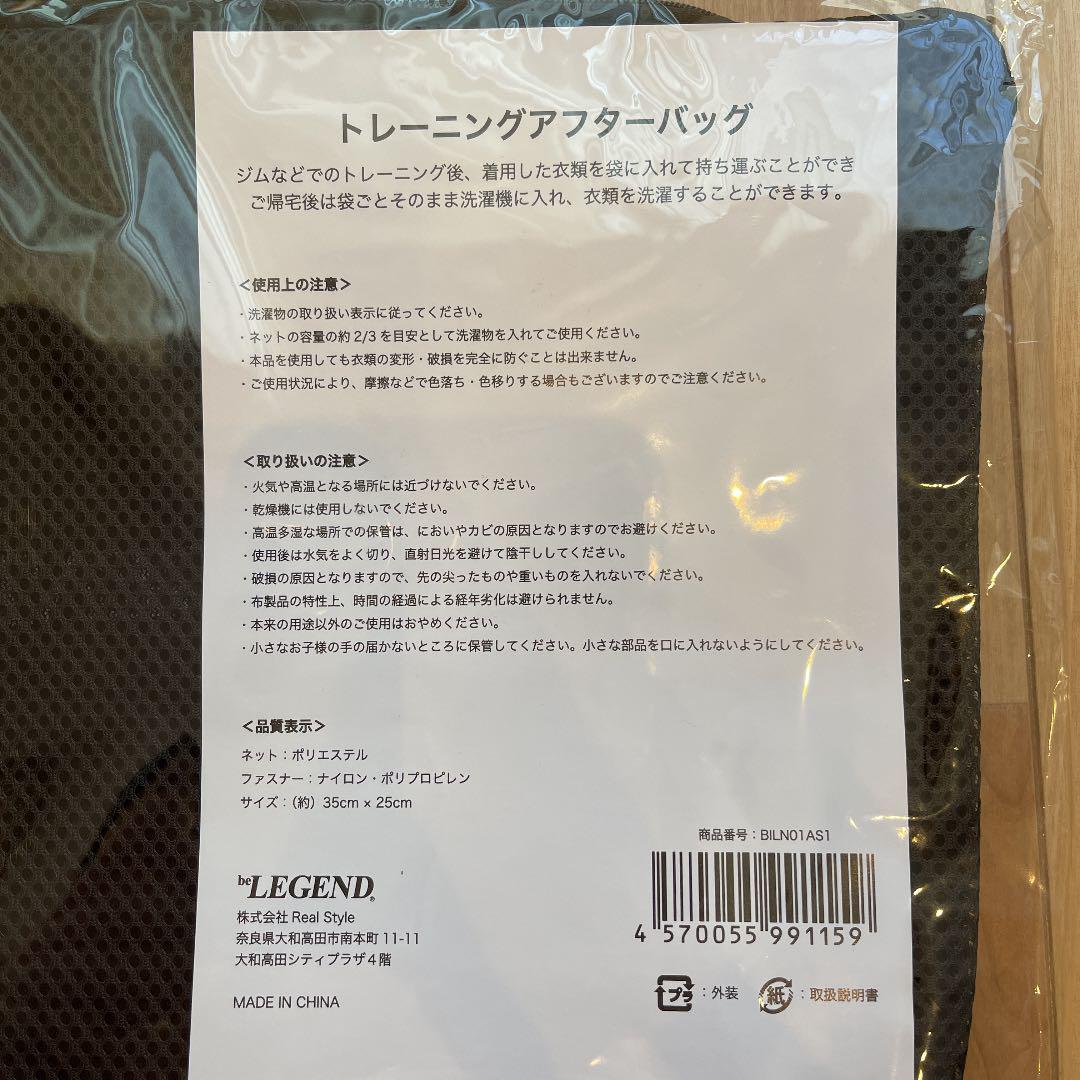 トレーニングアフターバッグ
ジムなどでのトレーニング後、着用した衣類を袋に入れて持ち運ぶことができ
ご帰宅後は袋ごとそのまま洗濯機に入れ、衣類を洗濯することができます。
＜使用上の注意＞
・洗濯物の取り扱い表示に従ってください。
・ネットの容量の約2/3を目安として洗濯物を入れてご使用ください。
・本品を使用しても衣類の変形・破損を完全に防ぐことは出来ません。
・ご使用状況により、摩擦などで色落ち・色移りする場合もございますのでご注意ください。
＜取り扱いの注意＞
・火気や高温となる場所には近づけないでください。
・乾燥機には使用しないでください。
・高温多湿な場所での保管は、においやカビの原因となりますのでお避けください。
・使用後は水気をよく切り、直射日光を避けて陰干ししてください。
・破損の原因となりますので、先の尖ったものや重いものを入れないでください。
・布製品の特性上、時間の経過による経年劣化は避けられません。
・本来の用途以外のご使用はおやめください。
・小さなお子様の手の届かないところに保管してください。小さな部品を口に入れないようにしてください。
＜品質表示＞
ネット：ポリエステル
ファスナー：ナイロン・ポリプロピレン
サイズ：（約）35cm × 25cm
商品番号：BILN01AS1
4 570055 991159
beLEGEND®
株式会社 Real Style
奈良県大和高田市南本町 11-11
大和高田シティプラザ4階
MADE IN CHINA
プラ：外装
紙：取扱説明書